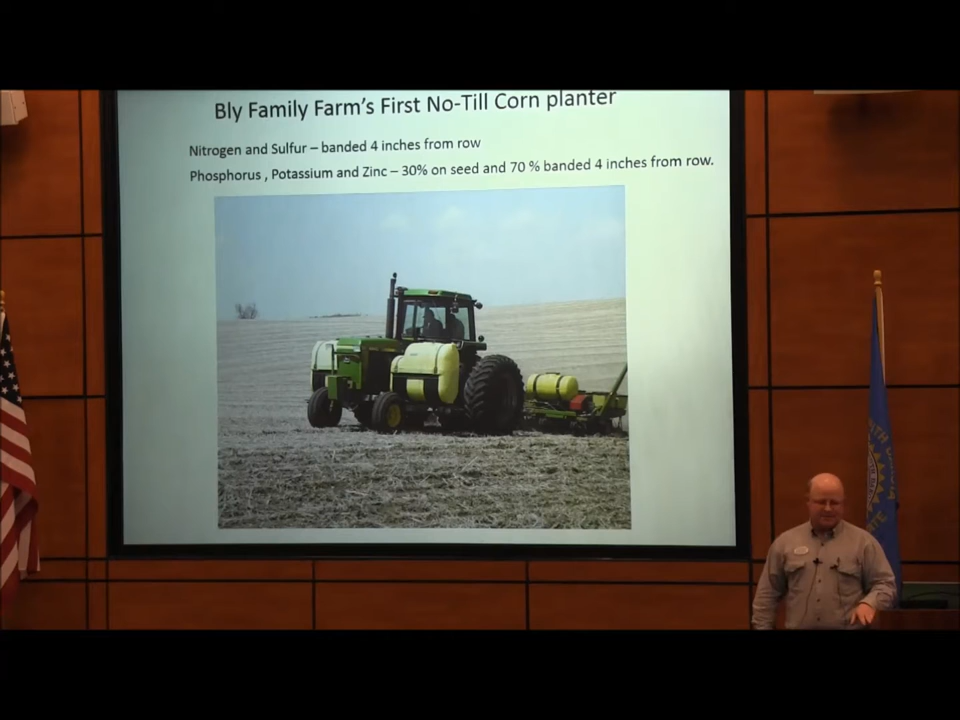 Bly Family Farm's First No-Till Corn planter
Nitrogen and Sulfur – banded 4 inches from row
Phosphorus , Potassium and Zinc – 30% on seed and 70 % banded 4 inches from row.